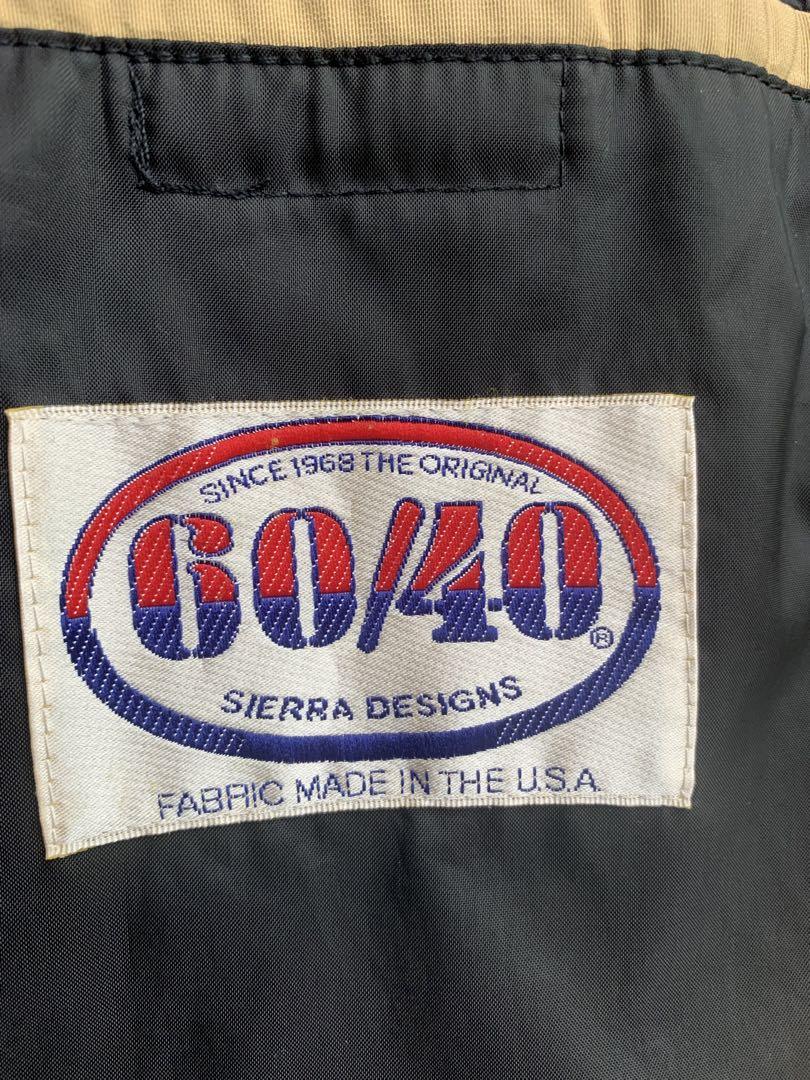 SINCE 1968 THE ORIGINAL
60/40®
SIERRA DESIGNS
FABRIC MADE IN THE U.S.A.